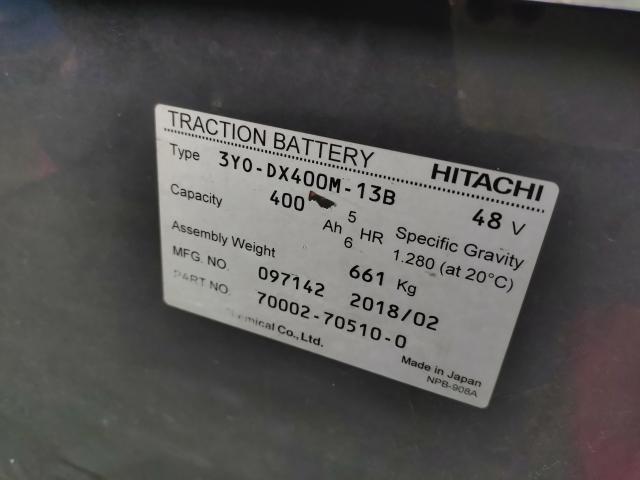 TRACTION BATTERY HITACHI
Type 3Y0-DX400M-13B 48 V
Capacity 400 Ah 5 HR Specific Gravity
6 1.280 (at 20°C)
Assembly Weight 661 Kg
MFG. NO. 097142 2018/02
PART NO. 70002-70510-0
Chemical Co., Ltd.
Made in Japan
NPB-908A